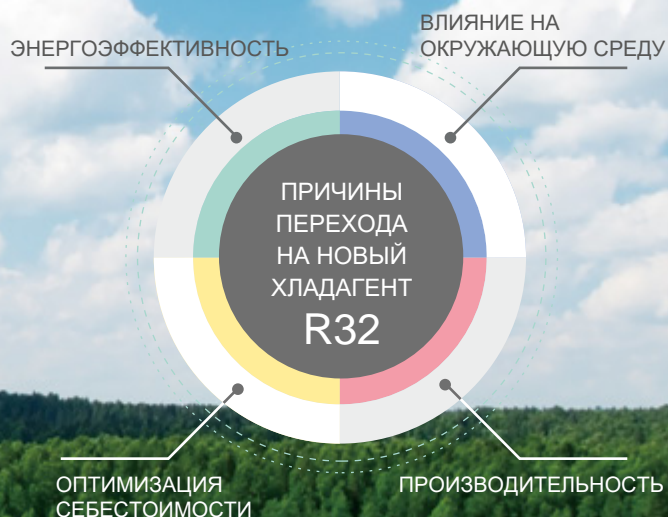 ЭНЕРГОЭФФЕКТИВНОСТЬ
ВЛИЯНИЕ НА
ОКРУЖАЮЩУЮ СРЕДУ
ПРИЧИНЫ
ПЕРЕХОДА
НА НОВЫЙ
ХЛАДАГЕНТ
R32
ОПТИМИЗАЦИЯ
СЕБЕСТОИМОСТИ
ПРОИЗВОДИТЕЛЬНОСТЬ